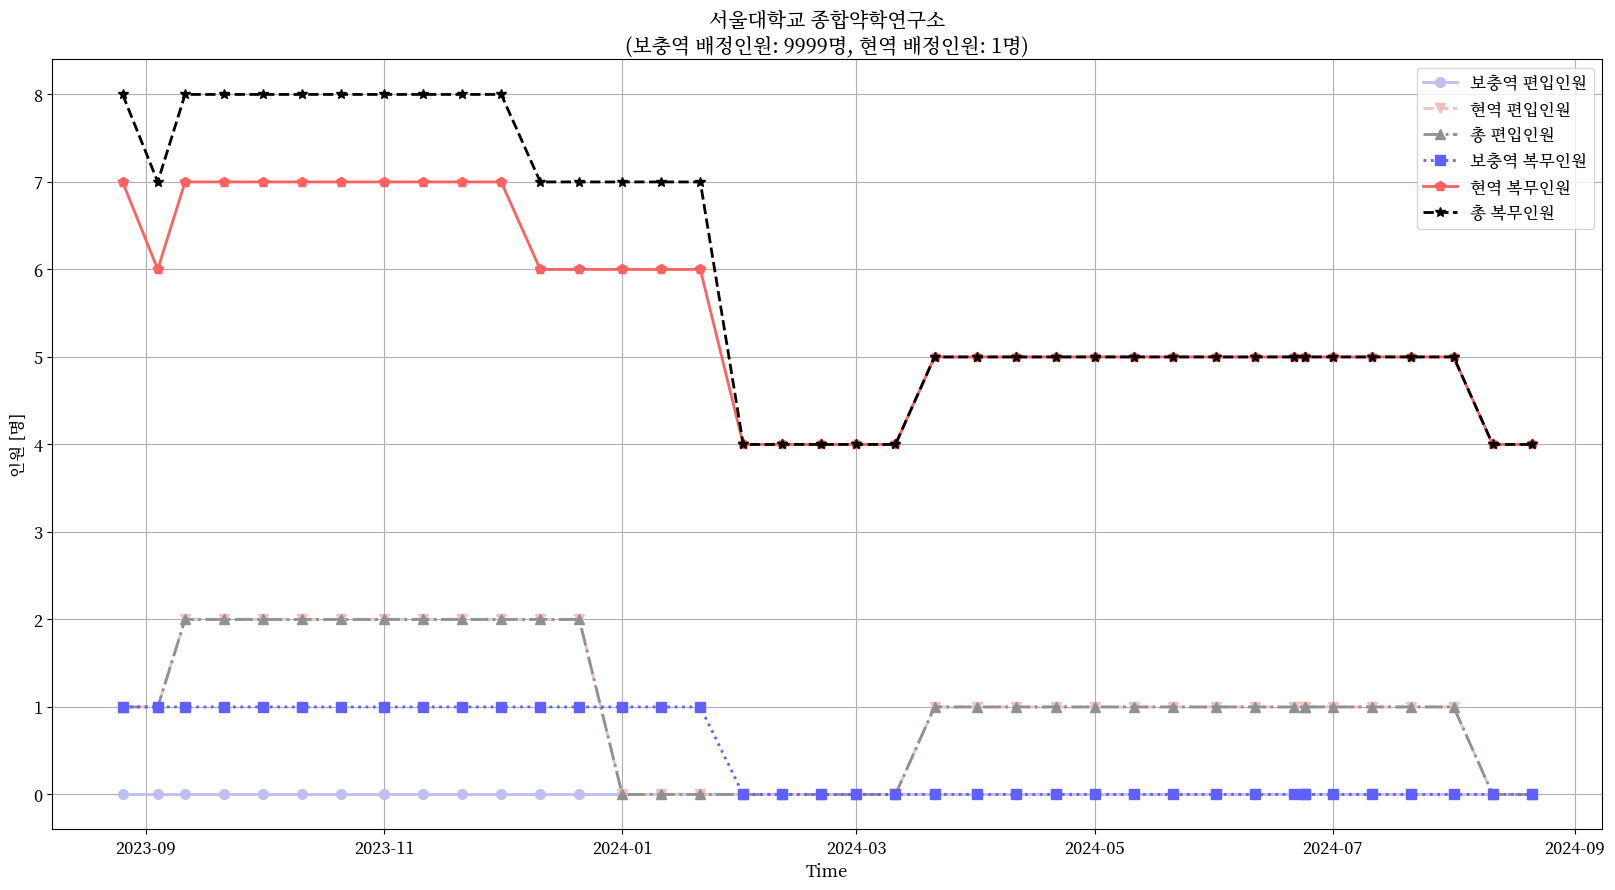 서울대학교 종합약학연구소
(보충역 배정인원: 9999명, 현역 배정인원: 1명)
보충역 편입인원
현역 편입인원
총 편입인원
보충역 복무인원
현역 복무인원
총 복무인원
인원 [명]
8
7
6
5
4
3
2
1
0
2023-09
2023-11
2024-01
2024-03
2024-05
2024-07
2024-09
Time